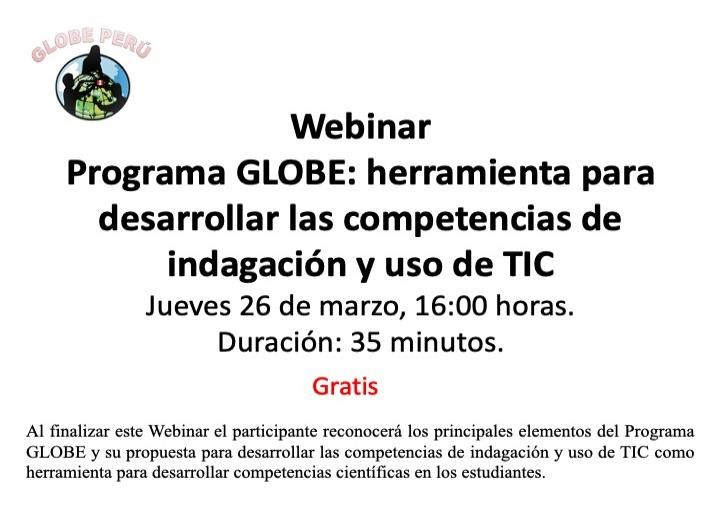 GLOBE PERÚ
Webinar
Programa GLOBE: herramienta para
desarrollar las competencias de
indagación y uso de TIC
Jueves 26 de marzo, 16:00 horas.
Duración: 35 minutos.
Gratis
Al finalizar este Webinar el participante reconocerá los principales elementos del Programa
GLOBE y su propuesta para desarrollar las competencias de indagación y uso de TIC como
herramienta para desarrollar competencias científicas en los estudiantes.